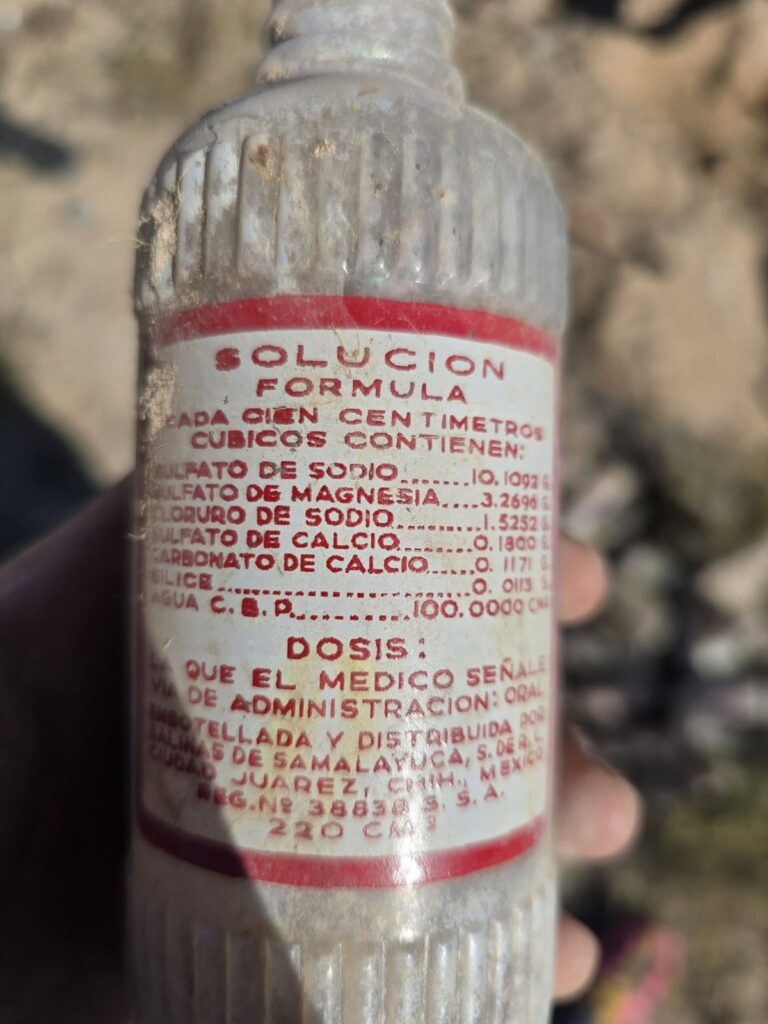 SOLUCION
FORMULA
CADA CIEN CENTIMETROS
CUBICOS CONTIENEN:
SULFATO DE SODIO.......10.1092 G.
SULFATO DE MAGNESIA....3.2696 G.
CLORURO DE SODIO.........1.5252 G.
SULFATO DE CALCIO.........0.1800 G.
CARBONATO DE CALCIO.....0.1171 G.
SILICE..............................0.0113 G.
AGUA C.B.P.............100.0000 CM3
DOSIS:
LA QUE EL MEDICO SEÑALE
VIA DE ADMINISTRACION: ORAL
EMBOTELLADA Y DISTRIBUIDA POR
SALINAS DE SAMALAYUCA, S. DE R. L.
CIUDAD JUAREZ, CHIH., MEXICO
REG. Nº 38838 S. S. A.
220 CM3